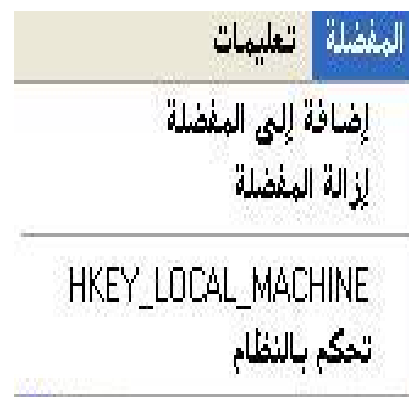 المفضلة تعليمات
إضافة إلى المفضلة
إزالة المفضلة
HKEY_LOCAL_MACHINE
تحكم بالنظام